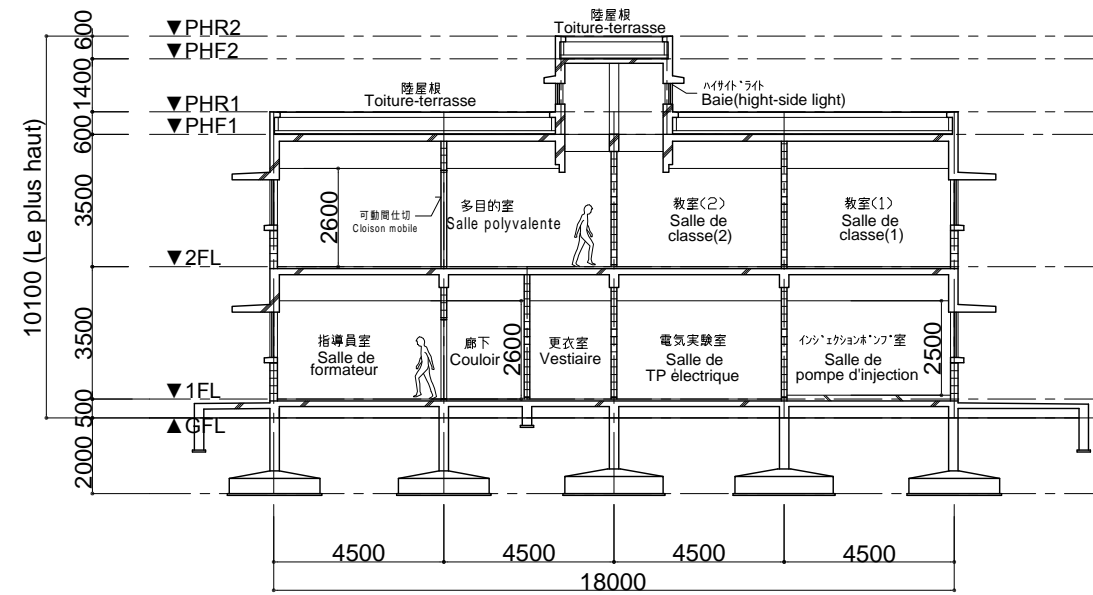 陸屋根
Toiture-terrasse
▼PHR2
▼PHF2
ハイサイドライト
Baie(hight-side light)
陸屋根
Toiture-terrasse
▼PHR1
▼PHF1
600
1400
600
3500
3500
500
2000
10100 (Le plus haut)
2600
可動間仕切
Cloison mobile
多目的室
Salle polyvalente
教室(2)
Salle de
classe(2)
教室(1)
Salle de
classe(1)
▼2FL
指導員室
Salle de
formateur
廊下
Couloir
2600
更衣室
Vestiaire
電気実験室
Salle de
TP èlectrique
インジェクションポンプ室
Salle de
pompe d'injection
2500
▼1FL
▲GFL
4500
4500
4500
4500
18000